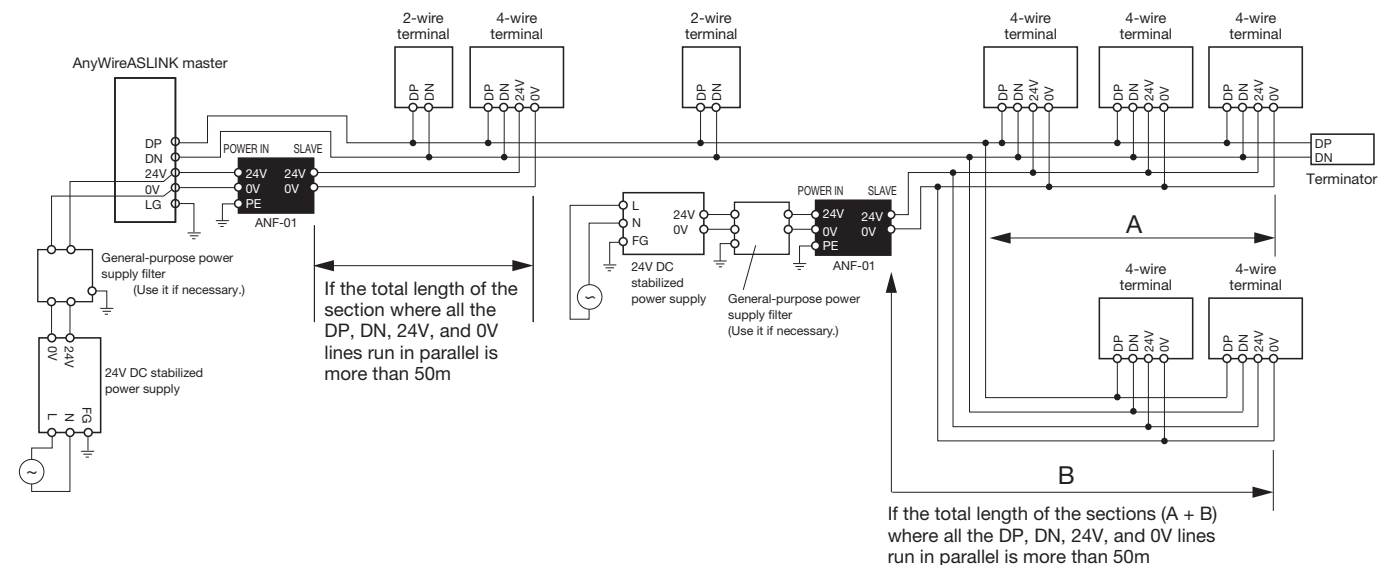 2-wire
terminal
4-wire
terminal
2-wire
terminal
4-wire
terminal
4-wire
terminal
4-wire
terminal
AnyWireASLINK master
DP
DN
DP
DN
24V
0V
DP
DN
DP
DN
24V
0V
DP
DN
24V
0V
DP
DN
24V
0V
DP
DN
24V
0V
LG
POWER IN
SLAVE
24V
24V
0V
0V
PE
ANF-01
DP
DN
Terminator
L
N
FG
24V
0V
24V DC
stabilized
power supply
General-purpose power
supply filter
(Use it if necessary.)
POWER IN
SLAVE
24V
24V
0V
0V
PE
ANF-01
A
General-purpose power
supply filter
(Use it if necessary.)
If the total length of the
section where all the
DP, DN, 24V, and 0V
lines run in parallel is
more than 50m
4-wire
terminal
4-wire
terminal
DP
DN
24V
0V
DP
DN
24V
0V
0V
24V
24V DC stabilized
power supply
L
N
FG
~
~
B
If the total length of the sections (A + B)
where all the DP, DN, 24V, and 0V lines
run in parallel is more than 50m